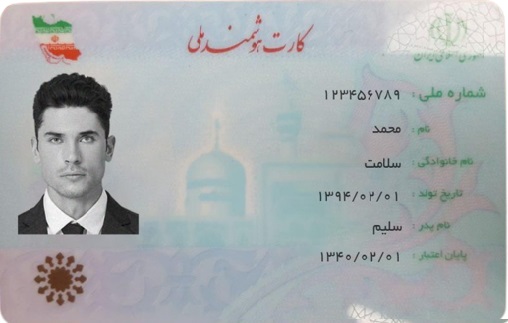 کارت هوشمند ملی
جمهوری اسلامی ایران
شماره ملی : ۱۲۳۴۵۶۷۸۹
نام : محمد
نام خانوادگی : سلامت
تاریخ تولد : ۱۳۹۴/۰۲/۰۱
نام پدر : سلیم
پایان اعتبار : ۱۳۴۰/۰۲/۰۱